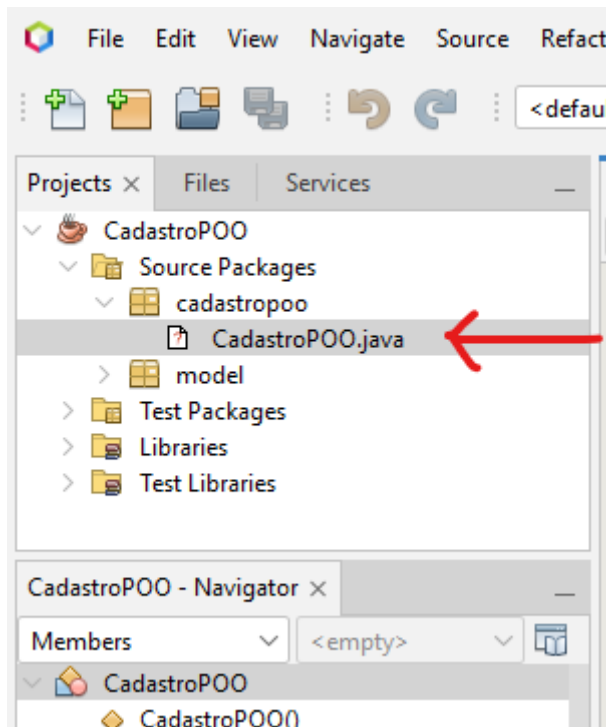 File Edit View Navigate Source Refact
<defau
Projects × Files Services
CadastroPOO
Source Packages
cadastropoo
CadastroPOO.java
model
Test Packages
Libraries
Test Libraries
CadastroPOO - Navigator ×
Members <empty>
CadastroPOO
CadastroPOO()